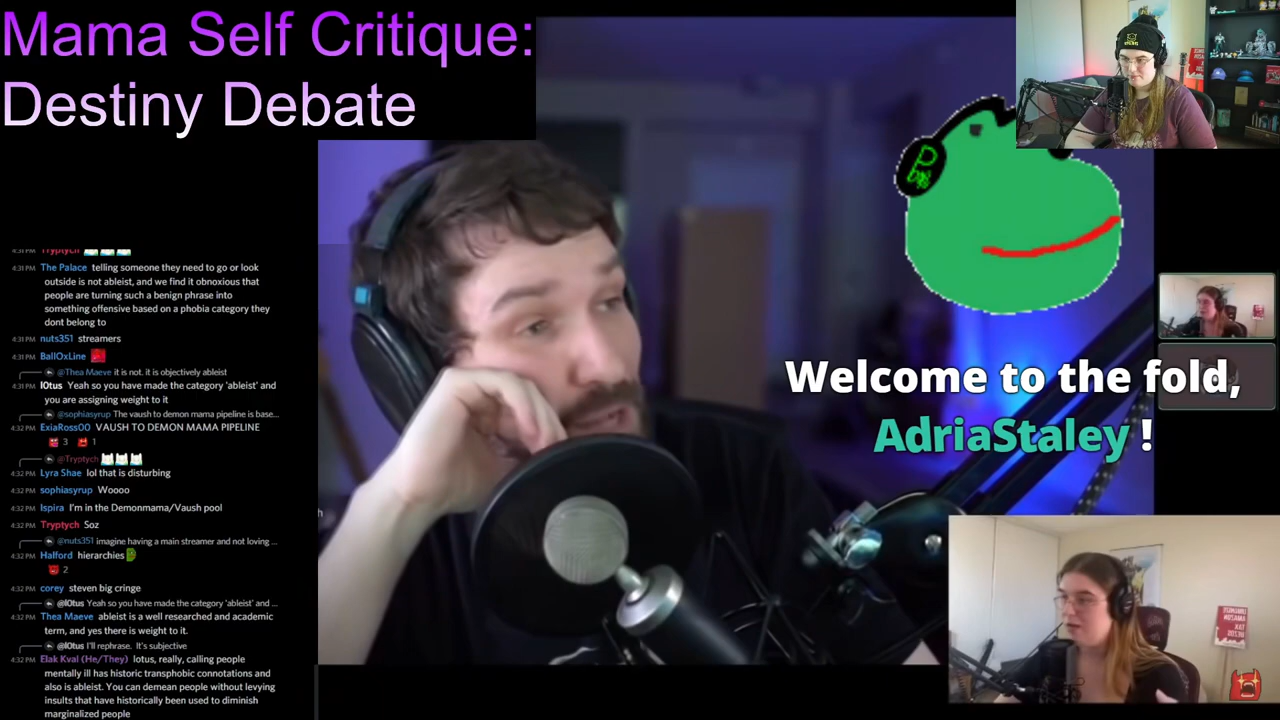 Mama Self Critique:
Destiny Debate
4:31 PM Tryptych
4:31 PM The Palace telling someone they need to go or look
outside is not ableist, and we find it obnoxious that
people are turning such a benign phrase into
something offensive based on a phobia category they
dont belong to
4:31 PM nuts351 streamers
4:31 PM BallOxLine
@Thea Maeve it is not. it is objectively ableist
4:31 PM l0tus Yeah so you have made the category 'ableist' and
you are assigning weight to it
@sophiasyrup The vaush to demon mama pipeline is base...
4:32 PM ExiaRoss00 VAUSH TO DEMON MAMA PIPELINE
3 1
@Tryptych
4:32 PM Lyra Shae lol that is disturbing
4:32 PM sophiasyrup Woooo
4:32 PM Ispira I'm in the Demonmama/Vaush pool
4:32 PM Tryptych Soz
@nuts351 imagine having a main streamer and not loving ...
4:32 PM Halford hierarchies
2
4:32 PM corey steven big cringe
@l0tus Yeah so you have made the category 'ableist' and ...
4:32 PM Thea Maeve ableist is a well researched and academic
term, and yes there is weight to it.
@l0tus I'll rephrase. It's subjective
4:32 PM Elak Kval (He/They) lotus, really, calling people
mentally ill has historic transphobic connotations and
also is ableist. You can demean people without levying
insults that have historically been used to diminish
marginalized people
h
Welcome to the fold,
AdriaStaley !